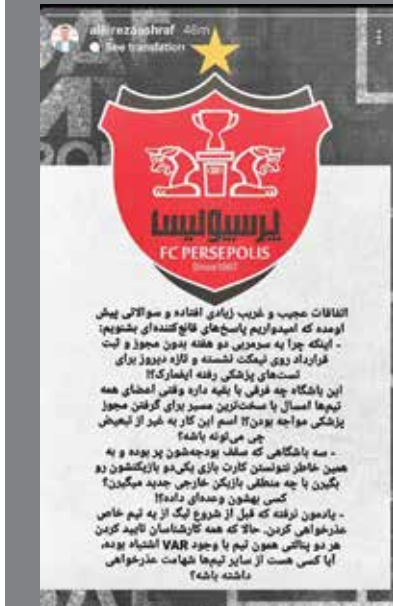 alirezaashraf 46m
See translation
پرسپولیسا
FC PERSEPOLIS
Since1967
اتفاقات عجیب و غریب زیادی افتاده و سوالاتی پیش
اومده که امیدواریم پاسخ‌های قانع‌کننده‌ای بشنویم:
- اینکه چرا یه سرمربی دو هفته بدون مجوز و ثبت
قرارداد روی نیمکت نشسته و تازه دیروز برای
تست‌های پزشکی رفته ایفمارک؟!
این باشگاه چه فرقی با بقیه داره وقتی اعضای همه
تیم‌ها امسال با سخت‌ترین مسیر برای گرفتن مجوز
پزشکی مواجه بودن؟! اسم این کار به غیر از تبعیض
چی می‌تونه باشه؟
- سه باشگاهی که سقف بودجه‌شون پر بوده و به
همین خاطر نتونستن کارت بازی یکی‌دو بازیکنشون رو
بگیرن با چه منطقی بازیکن خارجی جدید میگیرن؟
کسی بهشون وعده‌ای داده؟!
- یادمون نرفته که قبل از شروع لیگ از یه تیم خاص
عذرخواهی کردن. حالا که همه کارشناسان تایید کردن
هر دو پنالتی همون تیم با وجود VAR اشتباه بوده،
آیا کسی هست از سایر تیم‌ها شهامت عذرخواهی
داشته باشه؟